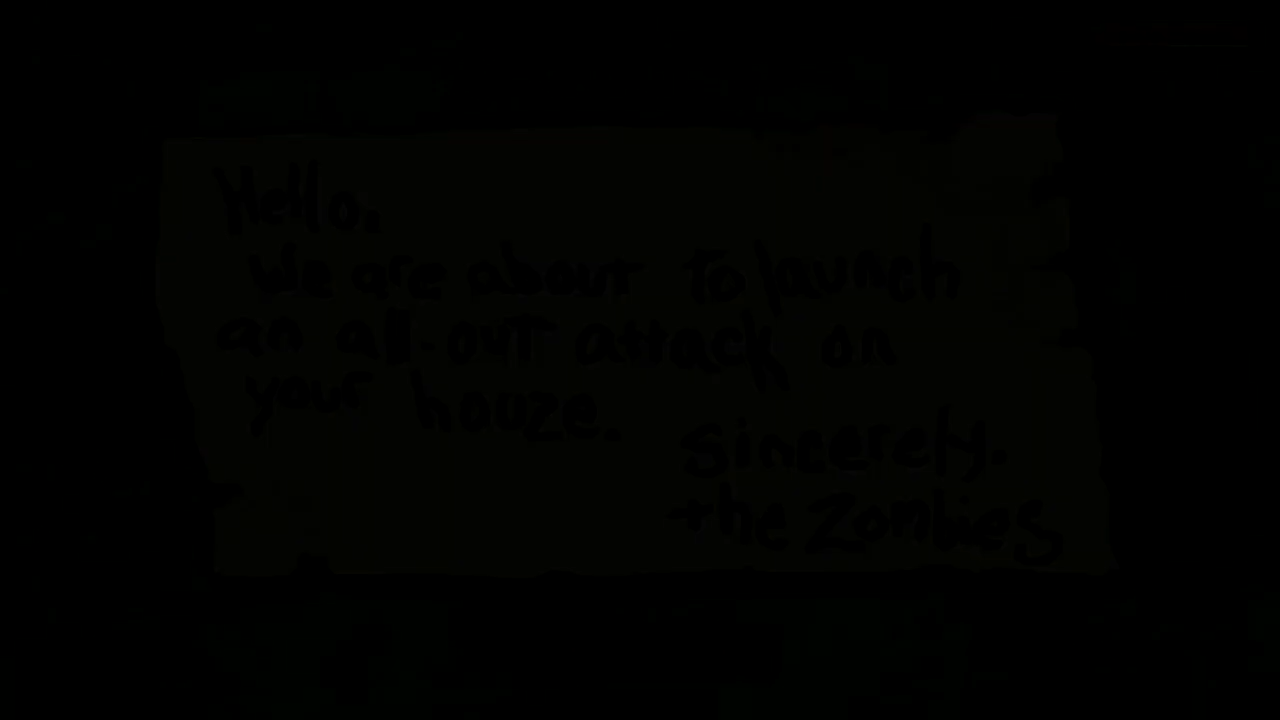 Hello.
We are about to launch
an all-out attack on
your houze.
Sincerely.
the Zombies